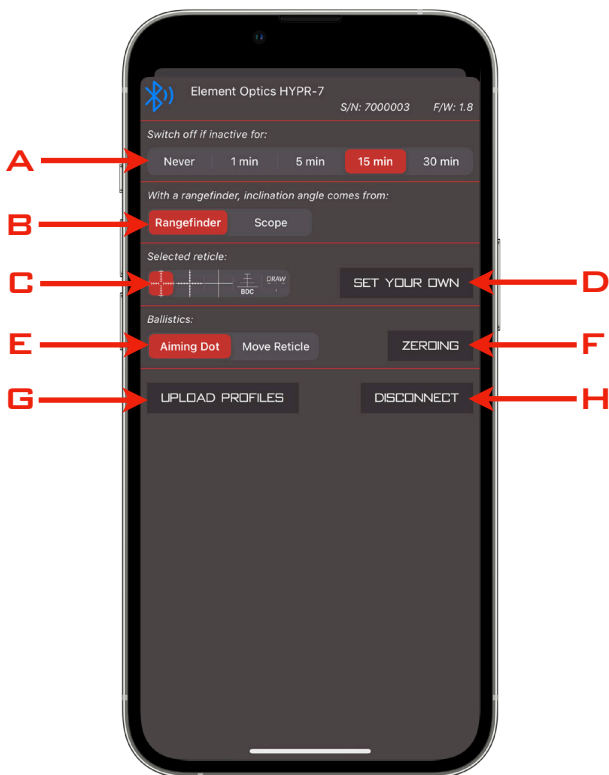 Element Optics HYPR-7
S/N: 7000003 F/W: 1.8
Switch off if inactive for:
A Never 1 min 5 min 15 min 30 min
With a rangefinder, inclination angle comes from:
B Rangefinder Scope
Selected reticle:
C BDC DRAW SET YOUR OWN D
Ballistics:
E Aiming Dot Move Reticle ZEROING F
G UPLOAD PROFILES DISCONNECT H